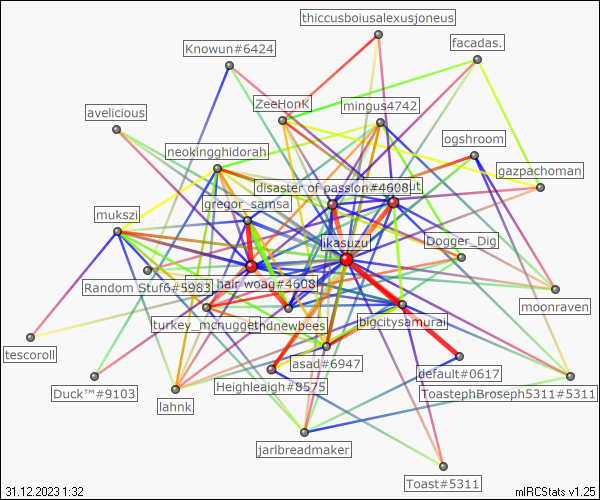 thiccusboiusalexusjoneus
facadas.
Knowun#6424
ZeeHonK
mingus4742
avelicious
ogshroom
neokingghidorah
gazpachoman
disaster of passion#4608
gregor_samsa
mukszi
likasuzu
Dogger_Dig
Random Stuf6#5983
hair woag#4608
moonraven
turkey_mcnugget
ndnewbees
bigcitysamurai
tescoroll
asad#6947
default#0617
Heighleaigh#8575
Duck™#9103
ToastephBroseph5311#5311
lahnk
jarlbreadmaker
Toast#5311
31.12.2023 1:32
mIRCStats v1.25